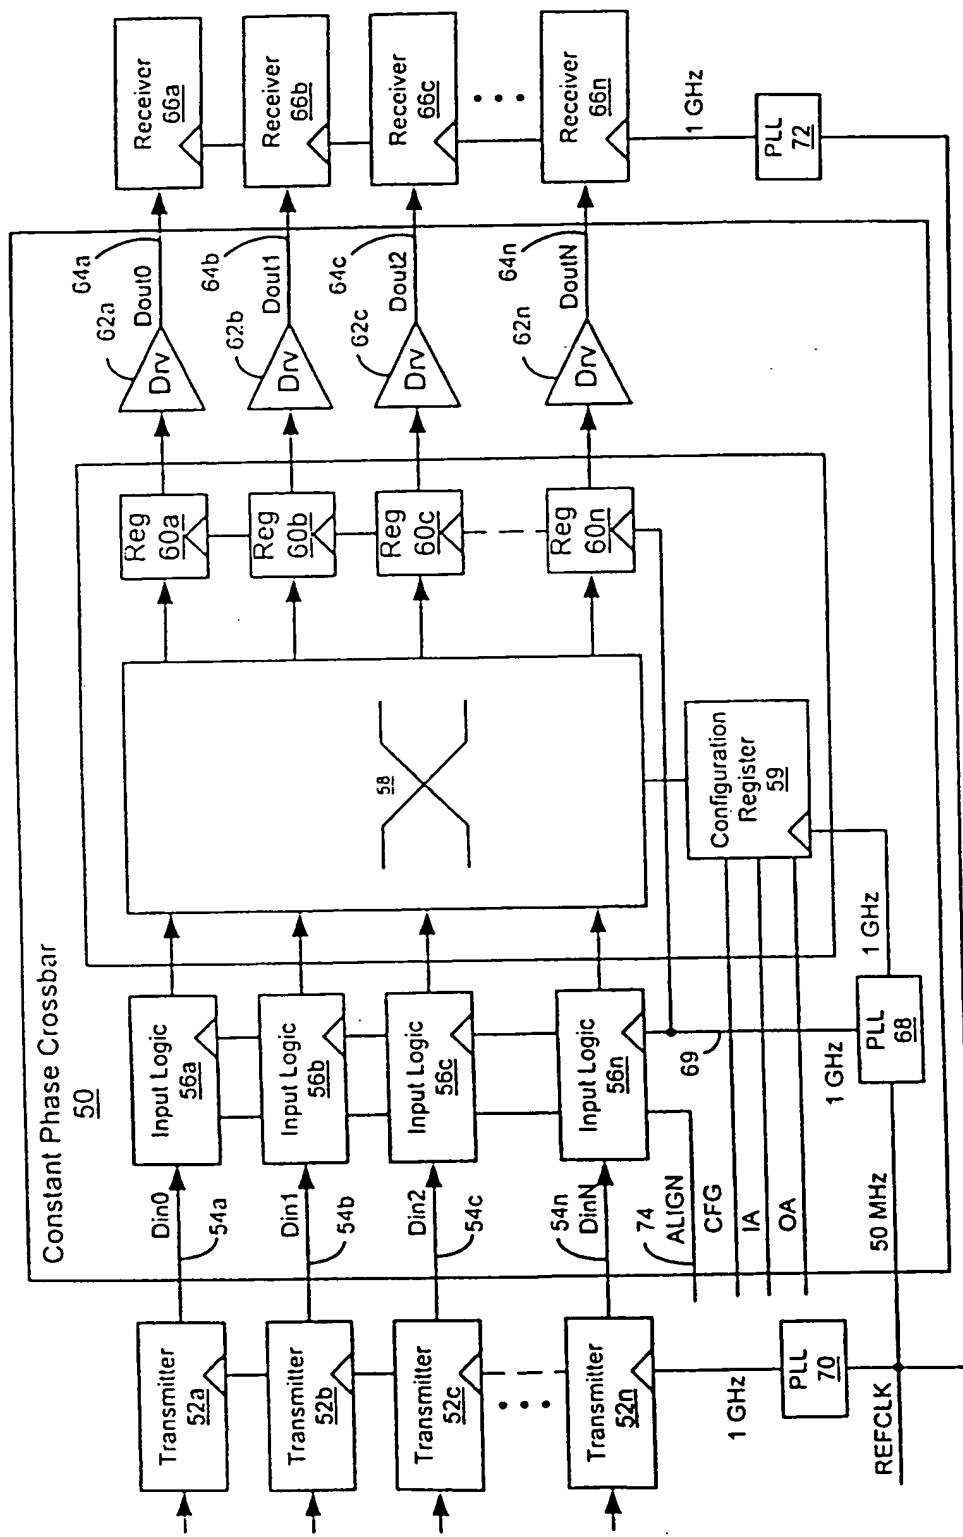 Constant Phase Crossbar
50
Transmitter
52a
Transmitter
52b
Transmitter
52c
Transmitter
52n
Din0
54a
Din1
54b
Din2
54c
54n
DinN
Input Logic
56a
Input Logic
56b
Input Logic
56c
Input Logic
56n
58
Reg
60a
Reg
60b
Reg
60c
Reg
60n
62a
Drv
62b
Drv
62c
Drv
62n
Drv
64a
Dout0
64b
Dout1
64c
Dout2
64n
DoutN
Receiver
66a
Receiver
66b
Receiver
66c
Receiver
66n
74
ALIGN
CFG
IA
OA
69
Configuration
Register
59
1 GHz
PLL
70
REFCLK
50 MHz
1 GHz
PLL
68
1 GHz
1 GHz
PLL
72